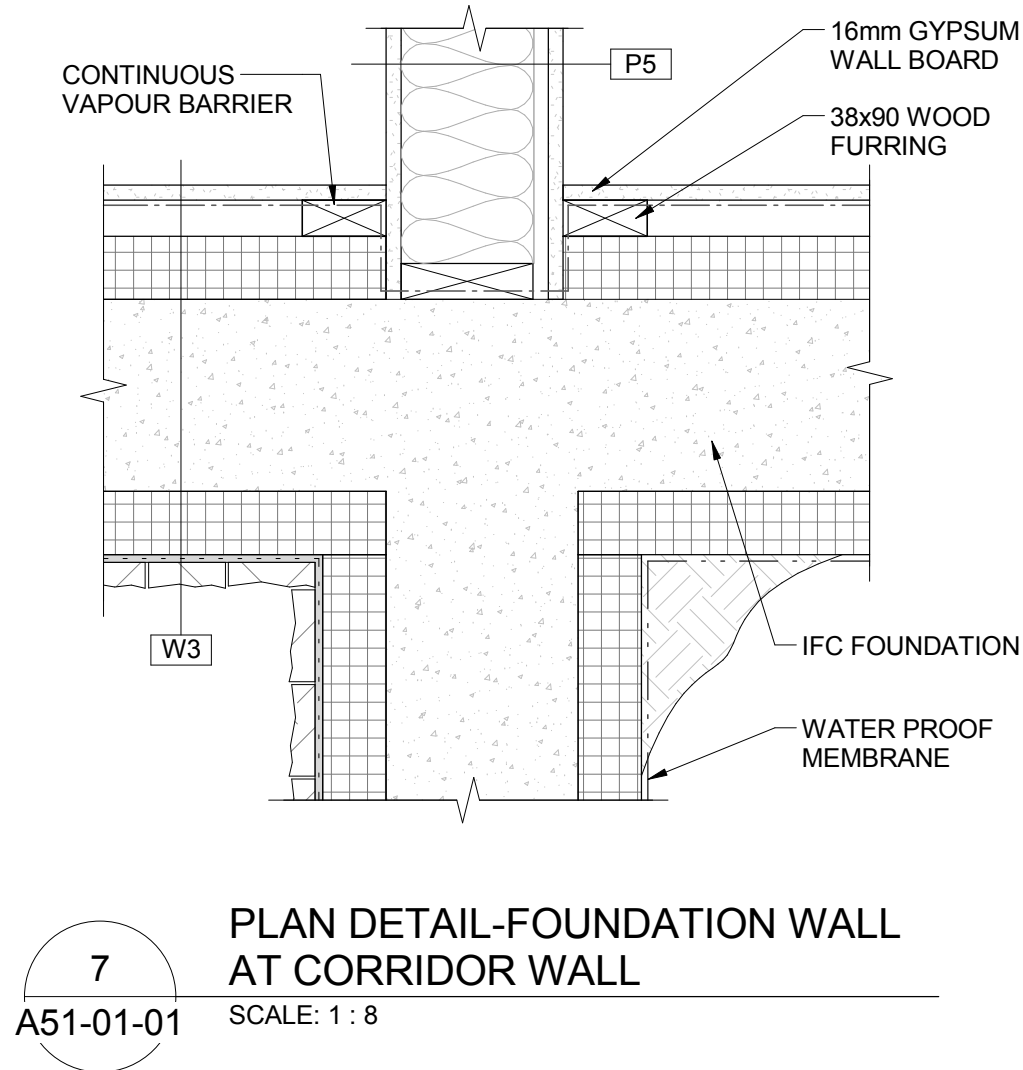 16mm GYPSUM
WALL BOARD
P5
CONTINUOUS
VAPOUR BARRIER
38x90 WOOD
FURRING
W3
IFC FOUNDATION
WATER PROOF
MEMBRANE
7
A51-01-01
PLAN DETAIL-FOUNDATION WALL
AT CORRIDOR WALL
SCALE: 1 : 8